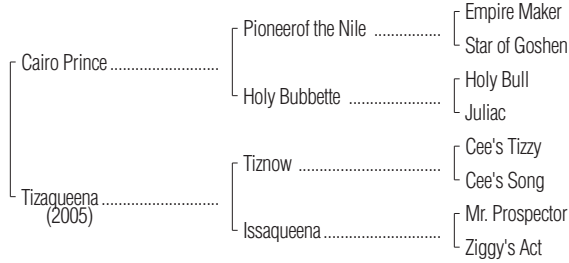 Empire Maker
Pioneerof the Nile ..................
Star of Goshen
Cairo Prince ..............................
Holy Bull
Holy Bubbette .........................
Juliac
Cee's Tizzy
Tiznow .......................................
Cee's Song
Tizaqueena ................................
(2005)
Mr. Prospector
Issaqueena ................................
Ziggy's Act